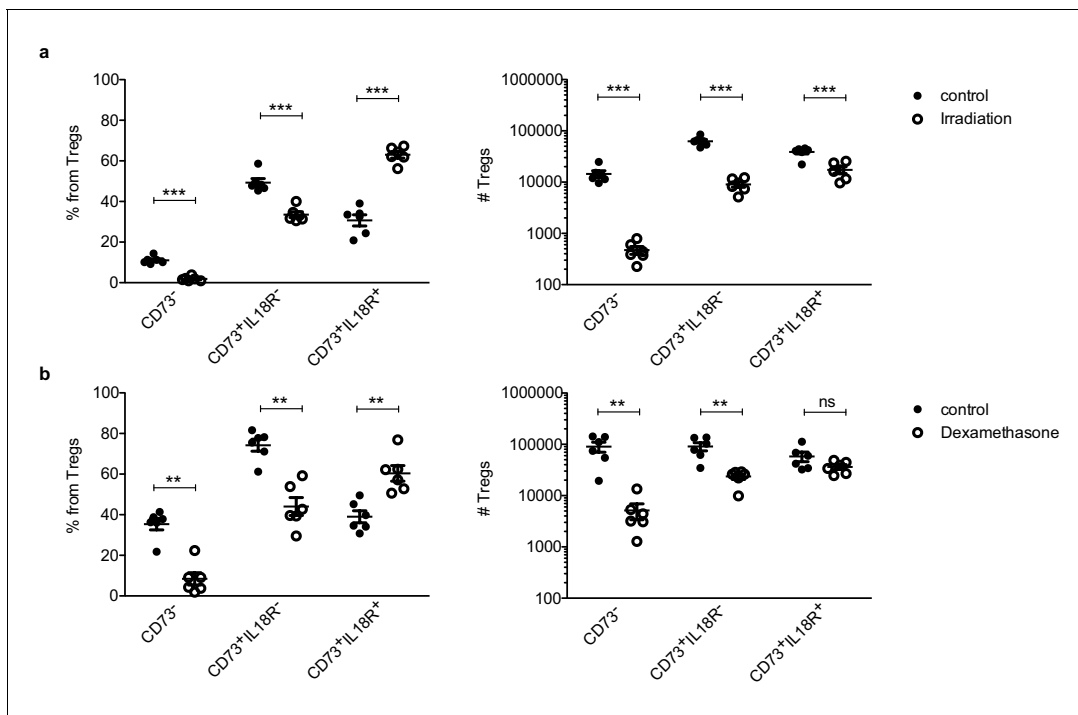 a
% from Tregs
100
80
60
40
20
0
***
***
***
CD73-
CD73+IL18R-
CD73+IL18R+
# Tregs
1000000
100000
10000
1000
100
***
***
***
CD73-
CD73+IL18R-
CD73+IL18R+
control
Irradiation
b
% from Tregs
100
80
60
40
20
0
**
**
**
CD73-
CD73+IL18R-
CD73+IL18R+
# Tregs
1000000
100000
10000
1000
100
**
**
ns
CD73-
CD73+IL18R-
CD73+IL18R+
control
Dexamethasone